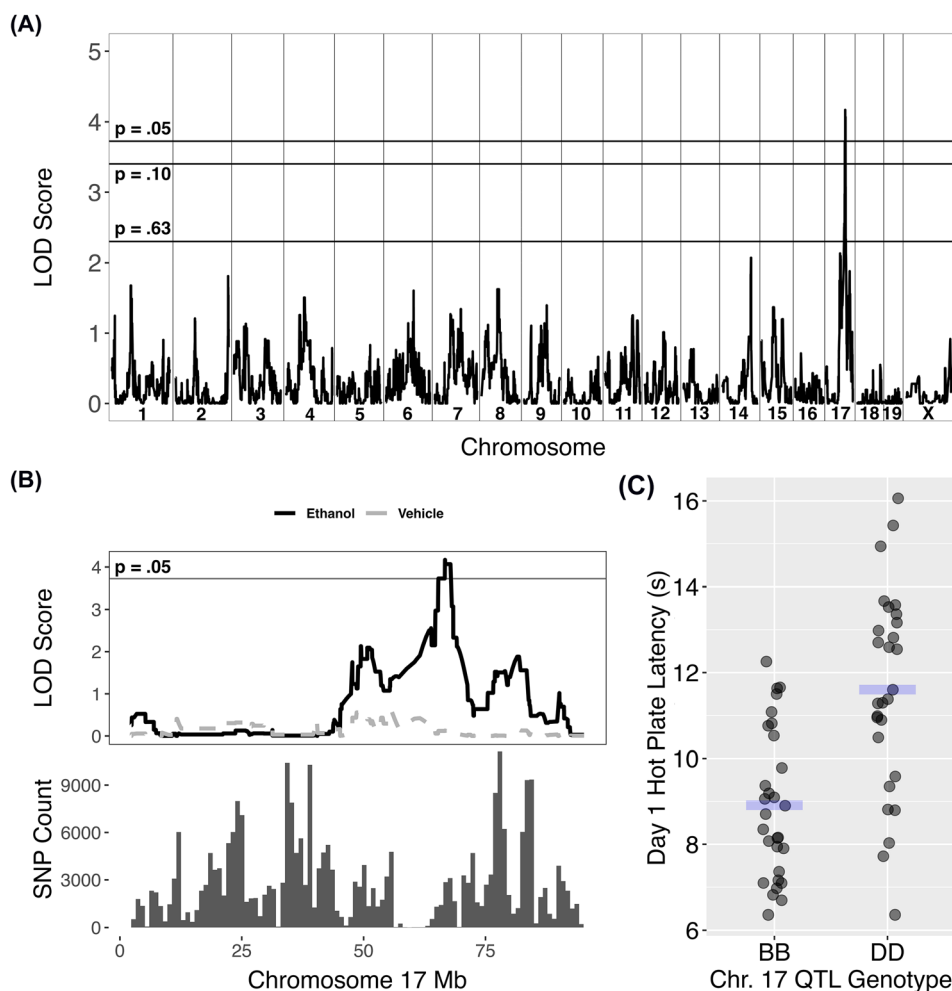 (A)
5
4
3
2
1
0
LOD Score
p = .05
p = .10
p = .63
1 2 3 4 5 6 7 8 9 10 11 12 13 14 15 16 17 18 19 X
Chromosome
(B)
Ethanol Vehicle
4
3
2
1
0
LOD Score
p = .05
9000
6000
3000
0
SNP Count
0 25 50 75
Chromosome 17 Mb
(C)
16
14
12
10
8
6
Day 1 Hot Plate Latency (s)
BB DD
Chr. 17 QTL Genotype